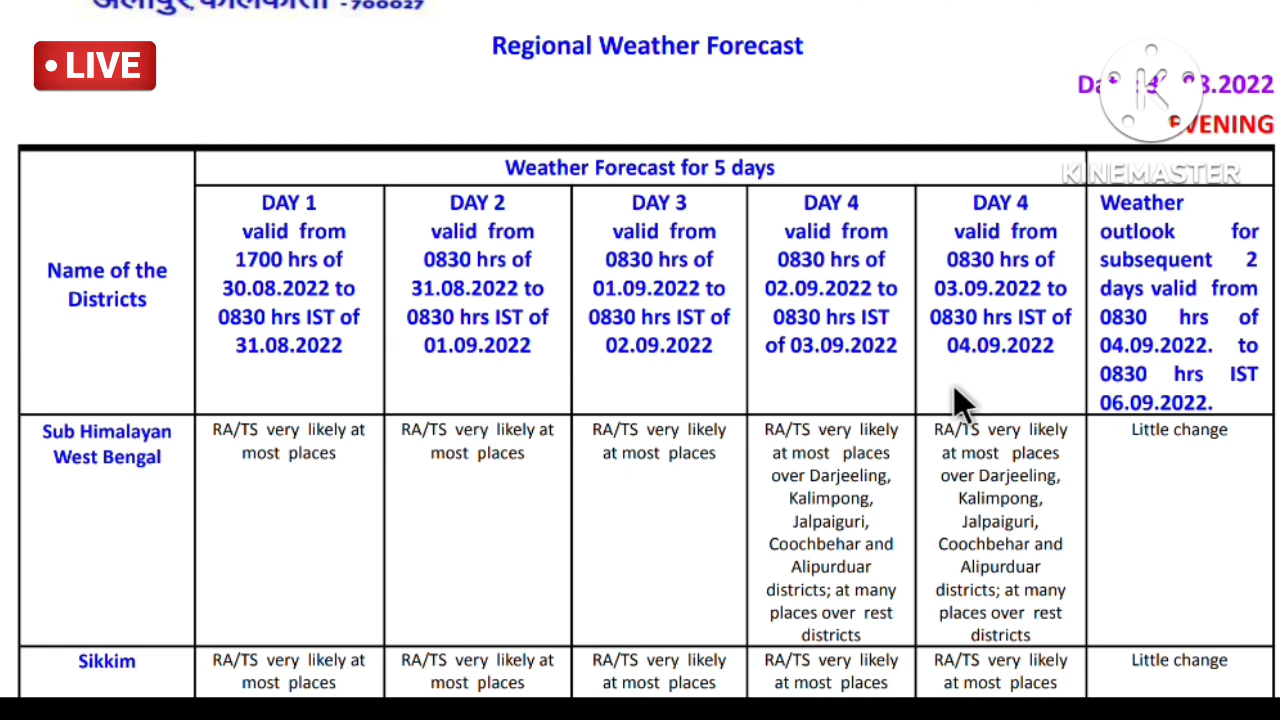 अलीपुर, कोलकाता - 700027
• LIVE
Regional Weather Forecast
.2022
EVENING
KINEMASTER
Name of the
Districts
Weather Forecast for 5 days
DAY 1
valid from
1700 hrs of
30.08.2022 to
0830 hrs IST of
31.08.2022
DAY 2
valid from
0830 hrs of
31.08.2022 to
0830 hrs IST of
01.09.2022
DAY 3
valid from
0830 hrs of
01.09.2022 to
0830 hrs IST of
02.09.2022
DAY 4
valid from
0830 hrs of
02.09.2022 to
0830 hrs IST
of 03.09.2022
DAY 4
valid from
0830 hrs of
03.09.2022 to
0830 hrs IST of
04.09.2022
Weather
outlook for
subsequent 2
days valid from
0830 hrs of
04.09.2022. to
0830 hrs IST
06.09.2022.
Sub Himalayan
West Bengal
RA/TS very likely at
most places
RA/TS very likely at
most places
RA/TS very likely
at most places
RA/TS very likely
at most places
over Darjeeling,
Kalimpong,
Jalpaiguri,
Coochbehar and
Alipurduar
districts; at many
places over rest
districts
RA/TS very likely
at most places
over Darjeeling,
Kalimpong,
Jalpaiguri,
Coochbehar and
Alipurduar
districts; at many
places over rest
districts
Little change
Sikkim
RA/TS very likely at
most places
RA/TS very likely at
most places
RA/TS very likely
at most places
RA/TS very likely
at most places
RA/TS very likely
at most places
Little change